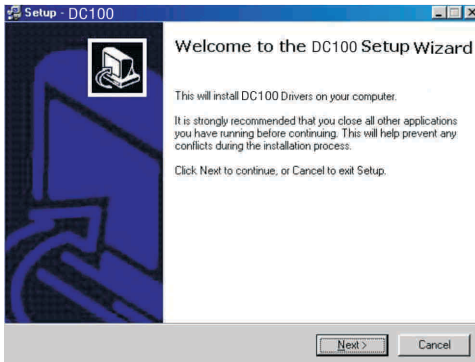 Setup - DC100
Welcome to the DC100 Setup Wizard
This will install DC100 Drivers on your computer.
It is strongly recommended that you close all other applications
you have running before continuing. This will help prevent any
conflicts during the installation process.
Click Next to continue, or Cancel to exit Setup.
Next >
Cancel